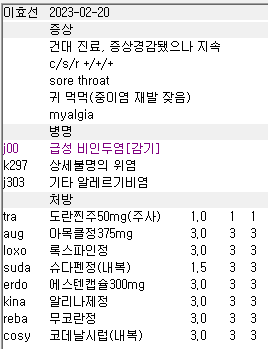 이효선 2023-02-20
증상
건대 진료, 증상경감됐으나 지속
c/s/r +/+/+
sore throat
귀 먹먹(중이염 재발 잦음)
myalgia
병명
j00 급성 비인두염[감기]
k297 상세불명의 위염
j303 기타 알레르기비염
처방
tra 도란찐주50mg(주사) 1.0 1 1
aug 아목클정375mg 3.0 3 3
loxo 록스파인정 3.0 3 3
suda 슈다펜정(내복) 1.5 3 3
erdo 에스텐캡슐300mg 3.0 3 3
kina 알리나제정 3.0 3 3
reba 무코란정 3.0 3 3
cosy 코데날시럽(내복) 3.0 3 3